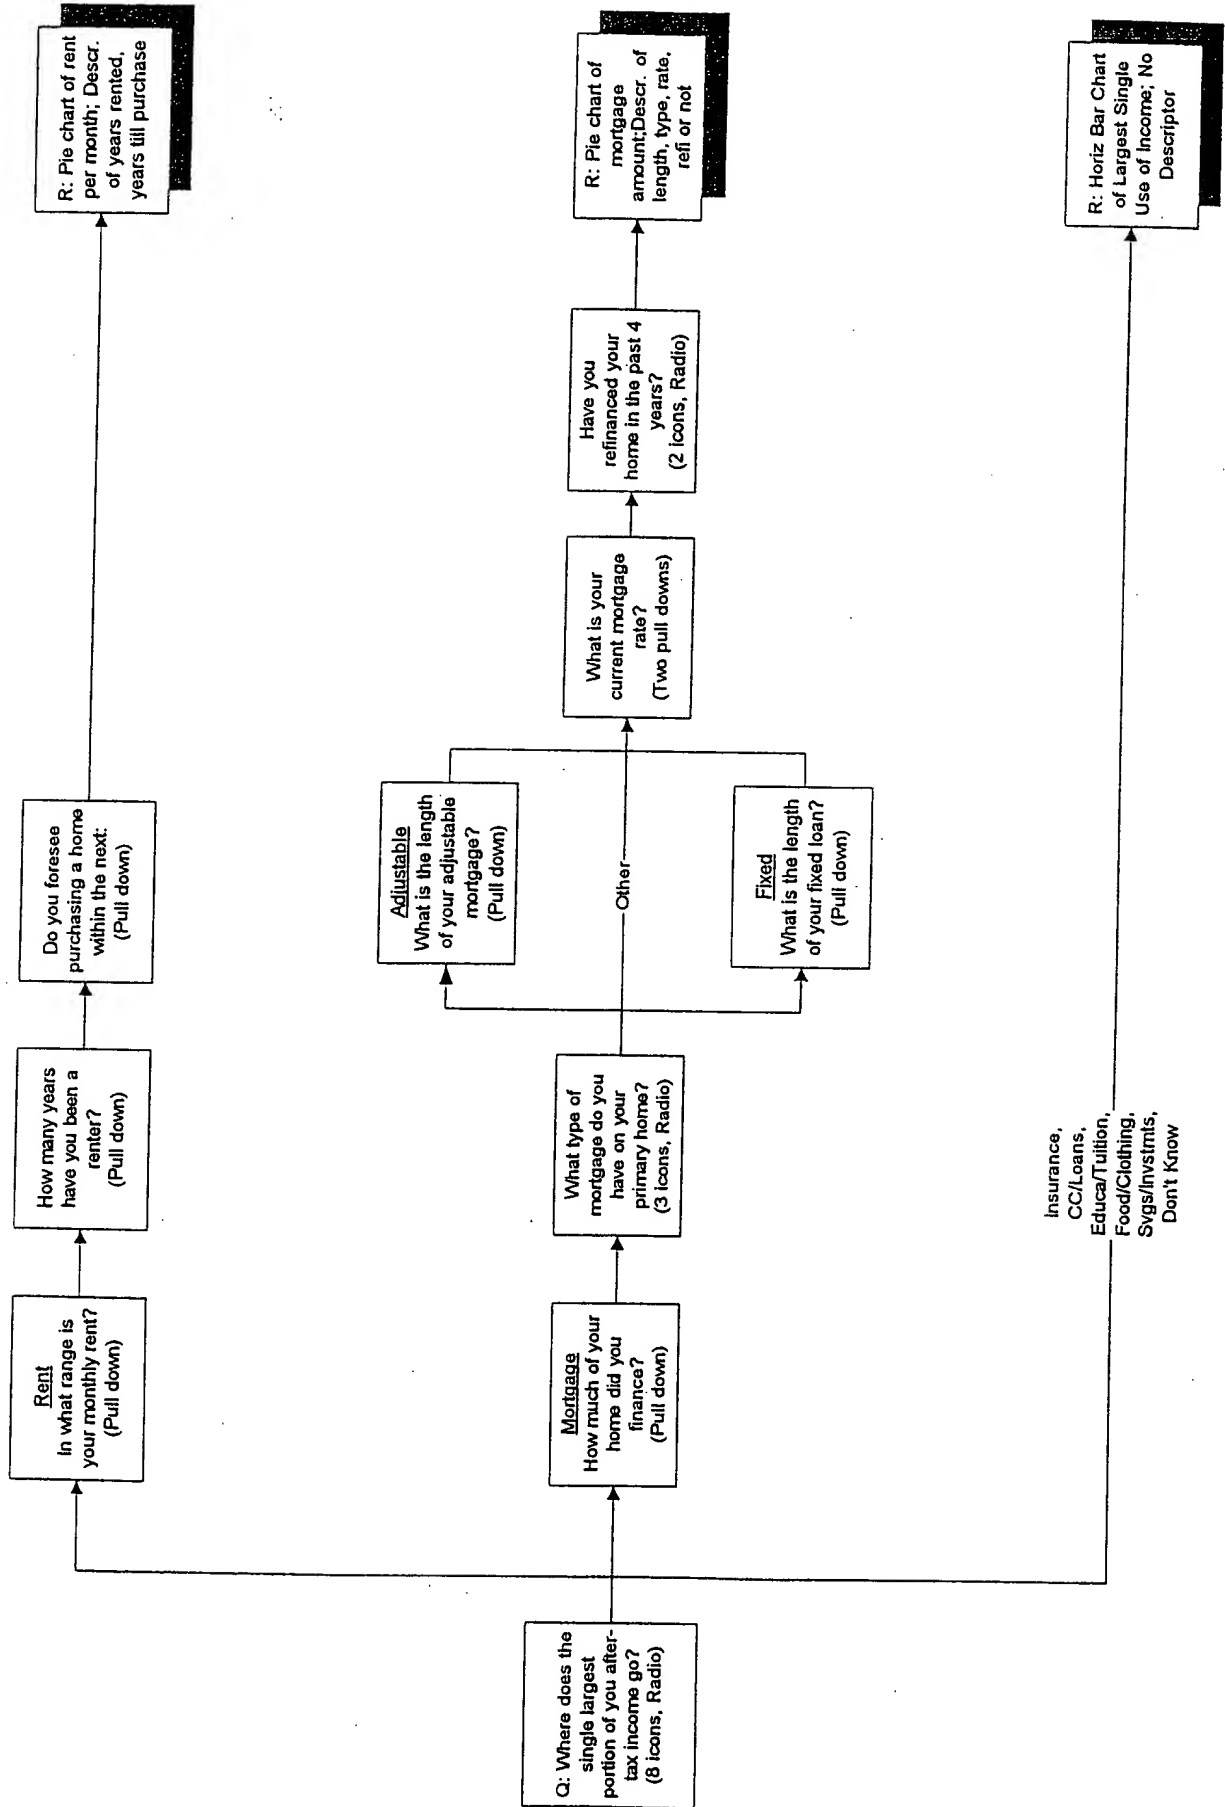 Q: Where does the
single largest
portion of you after-
tax income go?
(8 icons, Radio)
Rent
In what range is
your monthly rent?
(Pull down)
How many years
have you been a
renter?
(Pull down)
Do you foresee
purchasing a home
within the next:
(Pull down)
R: Pie chart of rent
per month; Descr.
of years rented,
years till purchase
Mortgage
How much of your
home did you
finance?
(Pull down)
What type of
mortgage do you
have on your
primary home?
(3 icons, Radio)
Adjustable
What is the length
of your adjustable
mortgage?
(Pull down)
Other
Fixed
What is the length
of your fixed loan?
(Pull down)
What is your
current mortgage
rate?
(Two pull downs)
Have you
refinanced your
home in the past 4
years?
(2 icons, Radio)
R: Pie chart of
mortgage
amount;Descr. of
length, type, rate,
refi or not
Insurance,
CC/Loans,
Educa/Tuition,
Food/Clothing,
Svgs/Invstmts,
Don't Know
R: Horiz Bar Chart
of Largest Single
Use of Income; No
Descriptor